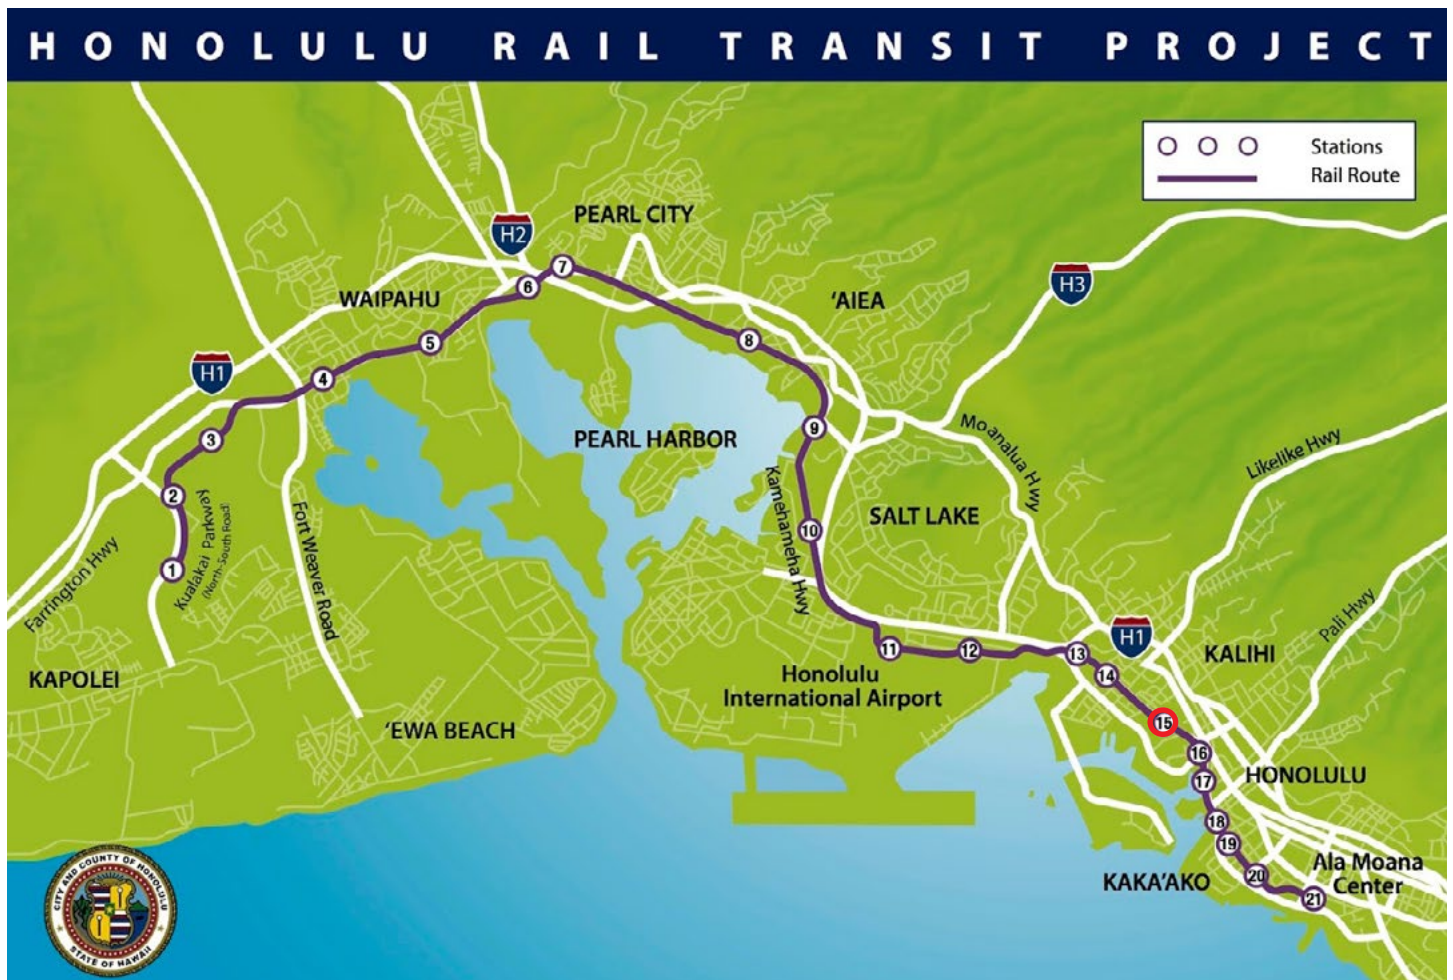 HONOLULU RAIL TRANSIT PROJECT
Stations
Rail Route
H2
PEARL CITY
7
H3
6
WAIPAHU
'AIEA
5
8
H1
4
Moanalua Hwy
9
3
PEARL HARBOR
Likelike Hwy
2
Kualakai Parkway
(North-South Road)
Kamehameha Hwy
SALT LAKE
10
Farrington Hwy
Fort Weaver Road
1
Pali Hwy
H1
11
12
13
KALIHI
KAPOLEI
Honolulu
International Airport
14
'EWA BEACH
15
16
HONOLULU
17
18
19
Ala Moana
Center
KAKA'AKO
20
21
CITY AND COUNTY OF HONOLULU
STATE OF HAWAII